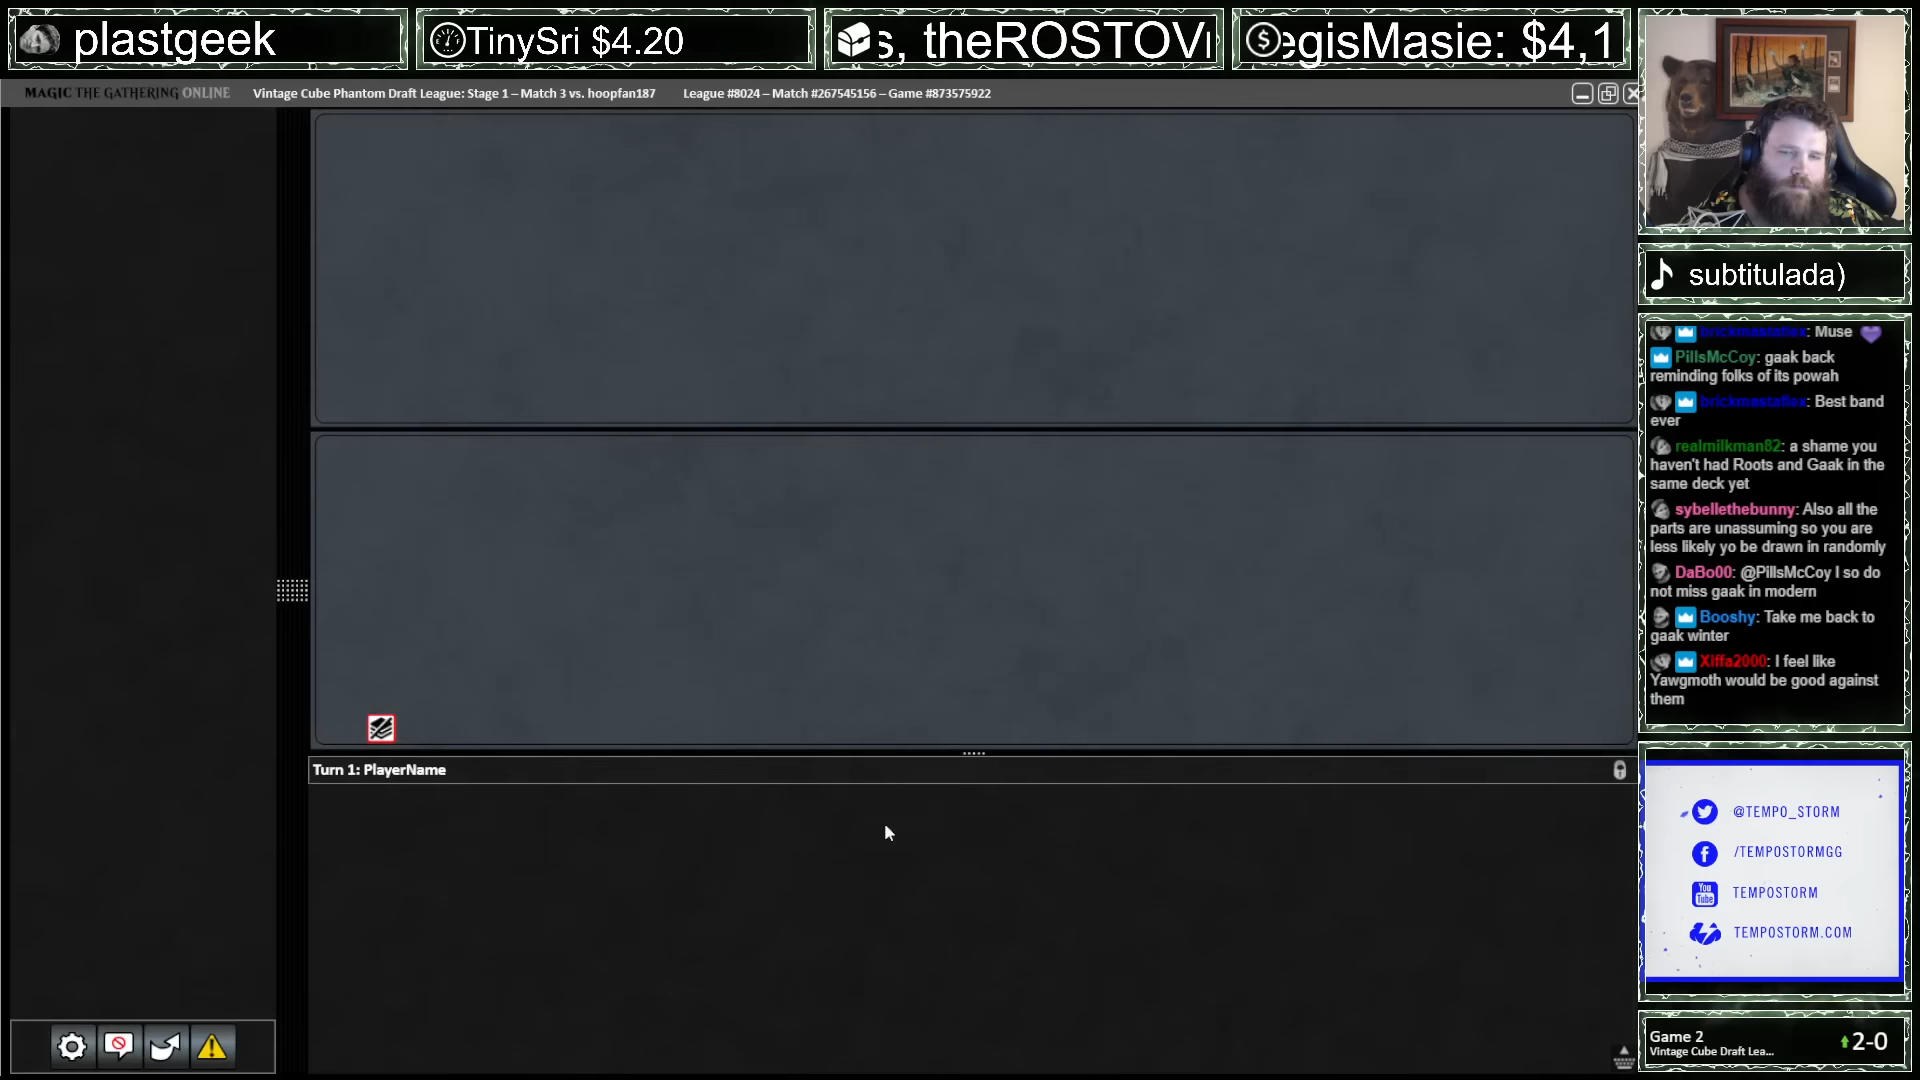 plastgeek
TinySri $4.20
s, theROSTOV
egisMasie: $4,1
MAGIC THE GATHERING ONLINE
Vintage Cube Phantom Draft League: Stage 1 – Match 3 vs. hoopfan187
League #8024 – Match #267545156 – Game #873575922
subtitulada)
brickmastaflex: Muse
PillsMcCoy: gaak back
reminding folks of its powah
brickmastaflex: Best band
ever
realmilkman82: a shame you
haven't had Roots and Gaak in the
same deck yet
sybellethebunny: Also all the
parts are unassuming so you are
less likely yo be drawn in randomly
DaBo00: @PillsMcCoy I so do
not miss gaak in modern
Booshy: Take me back to
gaak winter
Xiffa2000: I feel like
Yawgmoth would be good against
them
Turn 1: PlayerName
@TEMPO_STORM
/TEMPOSTORMGG
You
Tube
TEMPOSTORM
TEMPOSTORM.COM
Game 2
Vintage Cube Draft Lea...
2-0